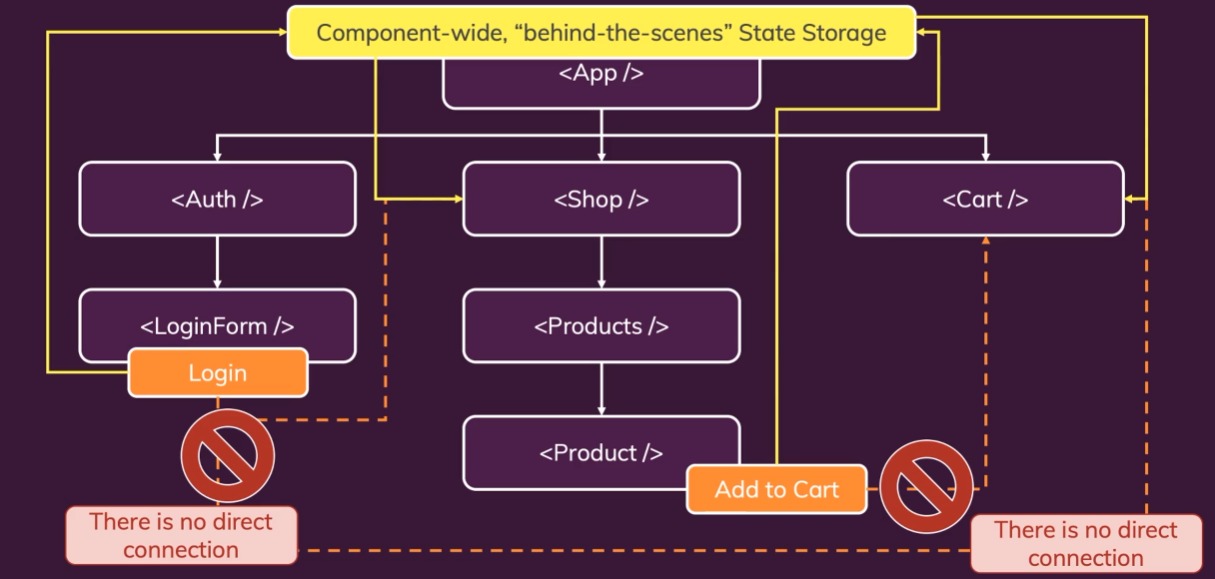 Component-wide, “behind-the-scenes” State Storage
<App />
<Auth />
<Shop />
<Cart />
<LoginForm />
<Products />
Login
<Product />
Add to Cart
There is no direct
connection
There is no direct
connection